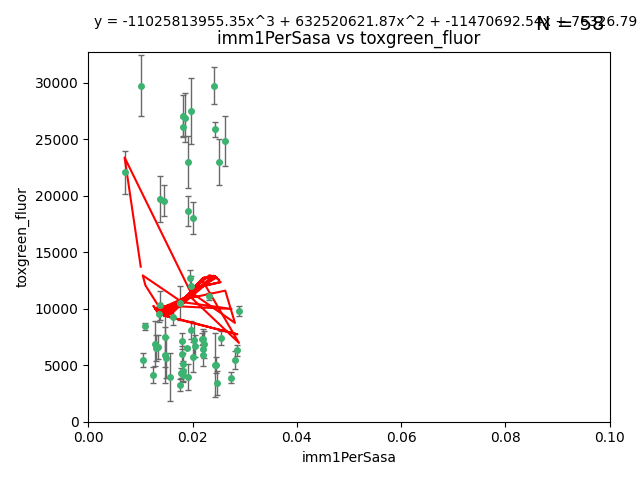 y = -11025813955.35x^3 + 632520621.87x^2 + -11470692.54x + 76326.79
N = 58
imm1PerSasa vs toxgreen_fluor
30000
25000
20000
15000
10000
5000
0
toxgreen_fluor
0.00 0.02 0.04 0.06 0.08 0.10
imm1PerSasa